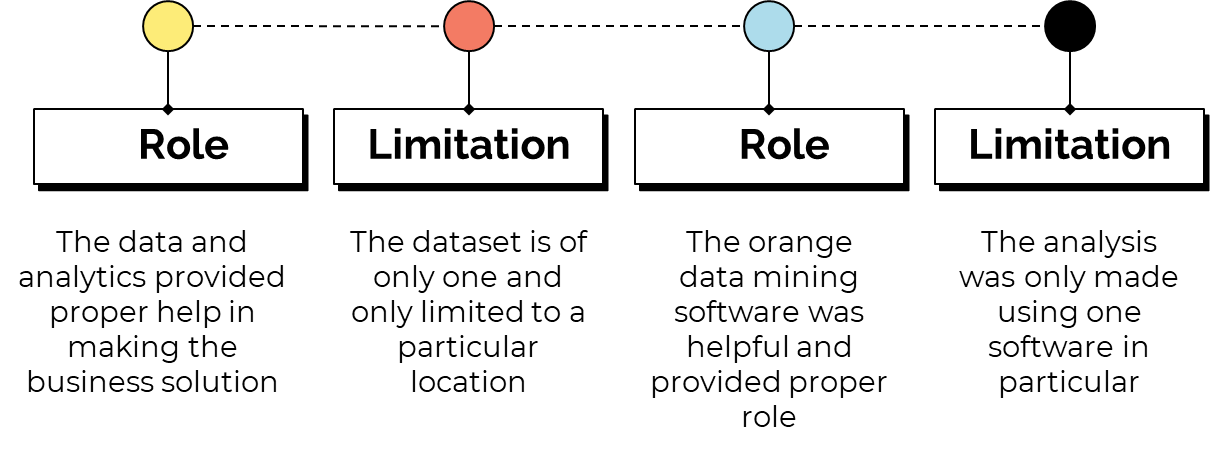 Role
The data and
analytics provided
proper help in
making the
business solution
Limitation
The dataset is of
only one and
only limited to a
particular
location
Role
The orange
data mining
software was
helpful and
provided proper
role
Limitation
The analysis
was only made
using one
software in
particular